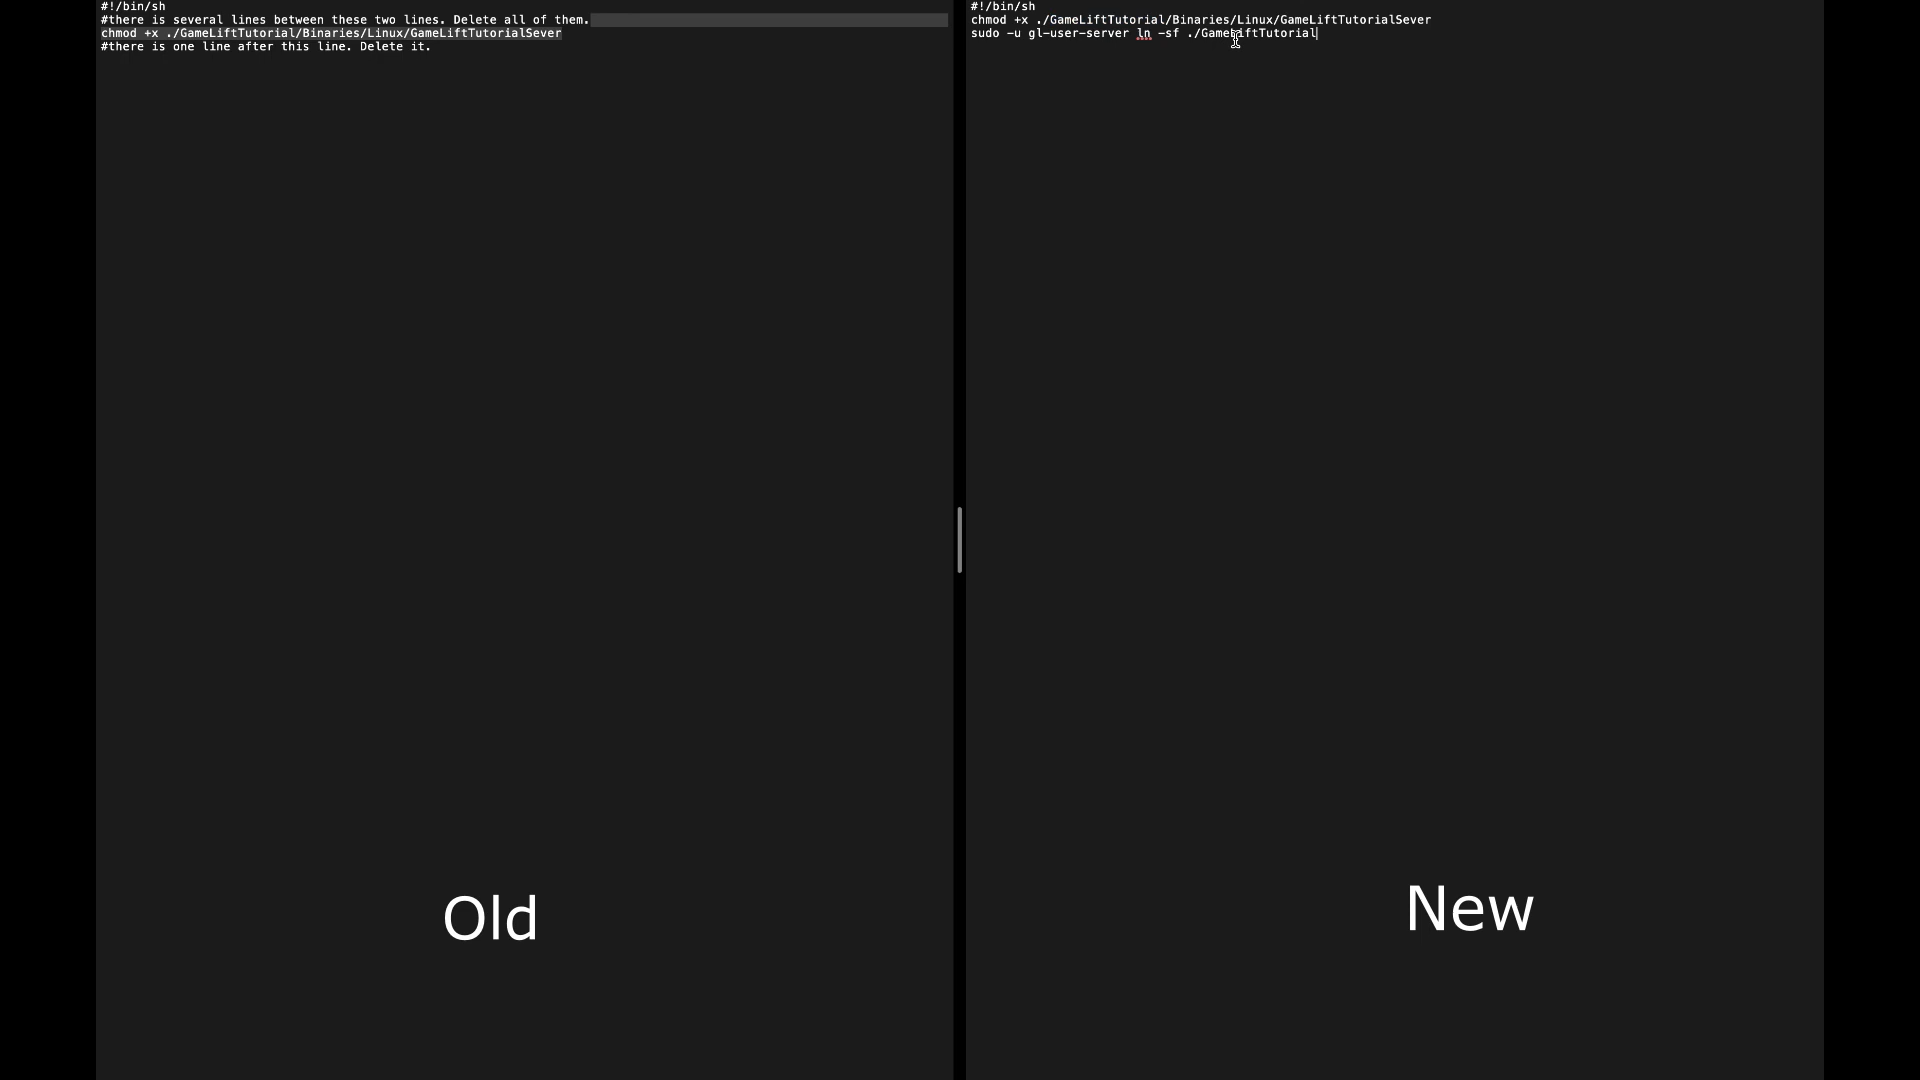 #!/bin/sh
#there is several lines between these two lines. Delete all of them.
chmod +x ./GameLiftTutorial/Binaries/Linux/GameLiftTutorialSever
#there is one line after this line. Delete it.
Old
#!/bin/sh
chmod +x ./GameLiftTutorial/Binaries/Linux/GameLiftTutorialSever
sudo -u gl-user-server ln -sf ./GameLiftTutorial
New